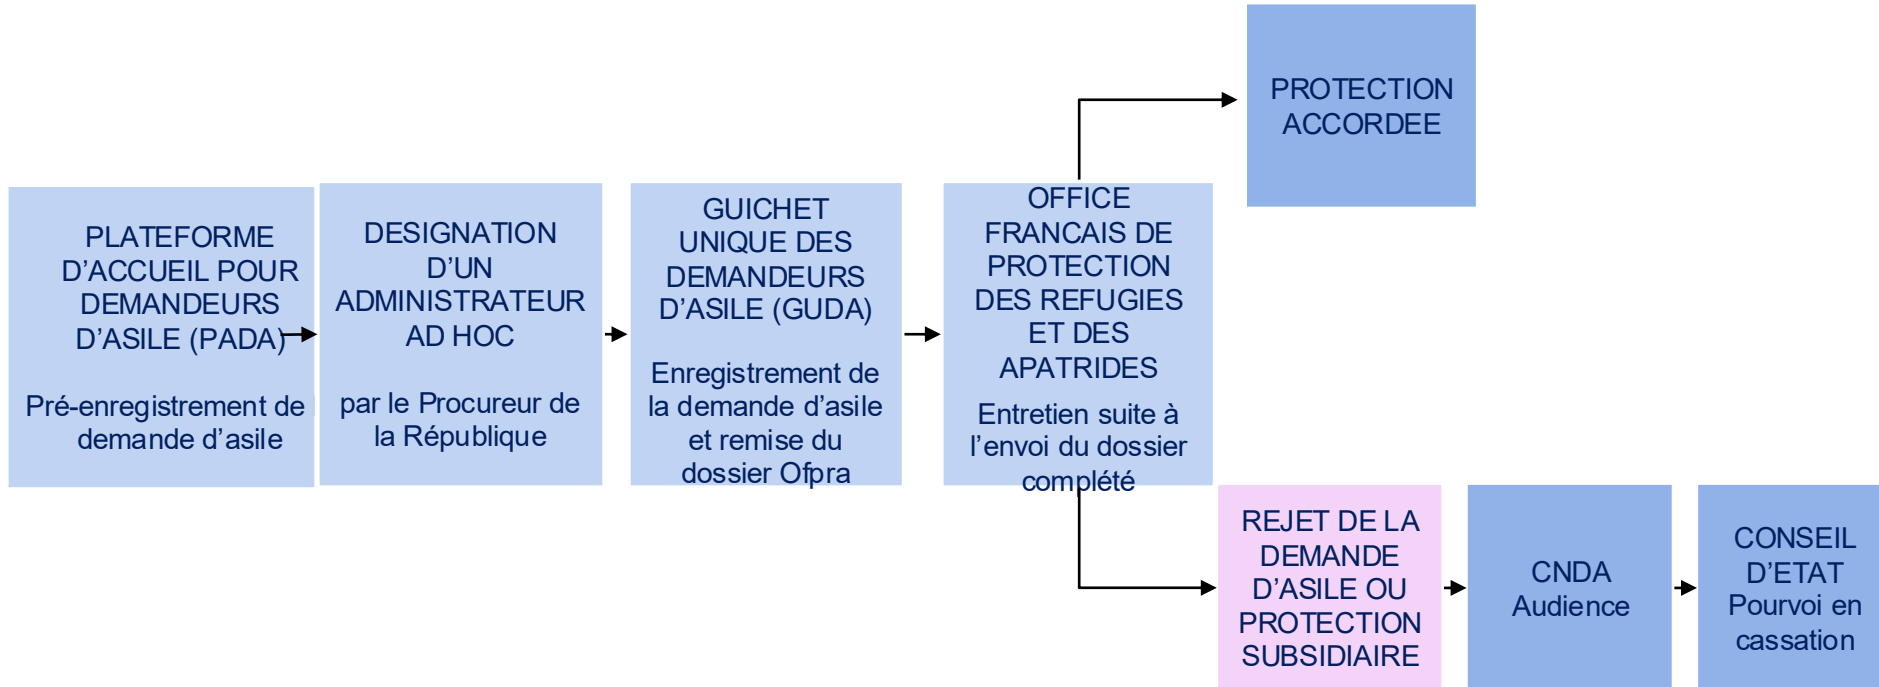 PLATEFORME
D’ACCUEIL POUR
DEMANDEURS
D’ASILE (PADA)
Pré-enregistrement de
demande d’asile
DESIGNATION
D’UN
ADMINISTRATEUR
AD HOC
par le Procureur de
la République
GUICHET
UNIQUE DES
DEMANDEURS
D’ASILE (GUDA)
Enregistrement de
la demande d’asile
et remise du
dossier Ofpra
OFFICE
FRANCAIS DE
PROTECTION
DES REFUGIES
ET DES
APATRIDES
Entretien suite à
l’envoi du dossier
complété
PROTECTION
ACCORDEE
REJET DE LA
DEMANDE
D’ASILE OU
PROTECTION
SUBSIDIAIRE
CNDA
Audience
CONSEIL
D’ETAT
Pourvoi en
cassation